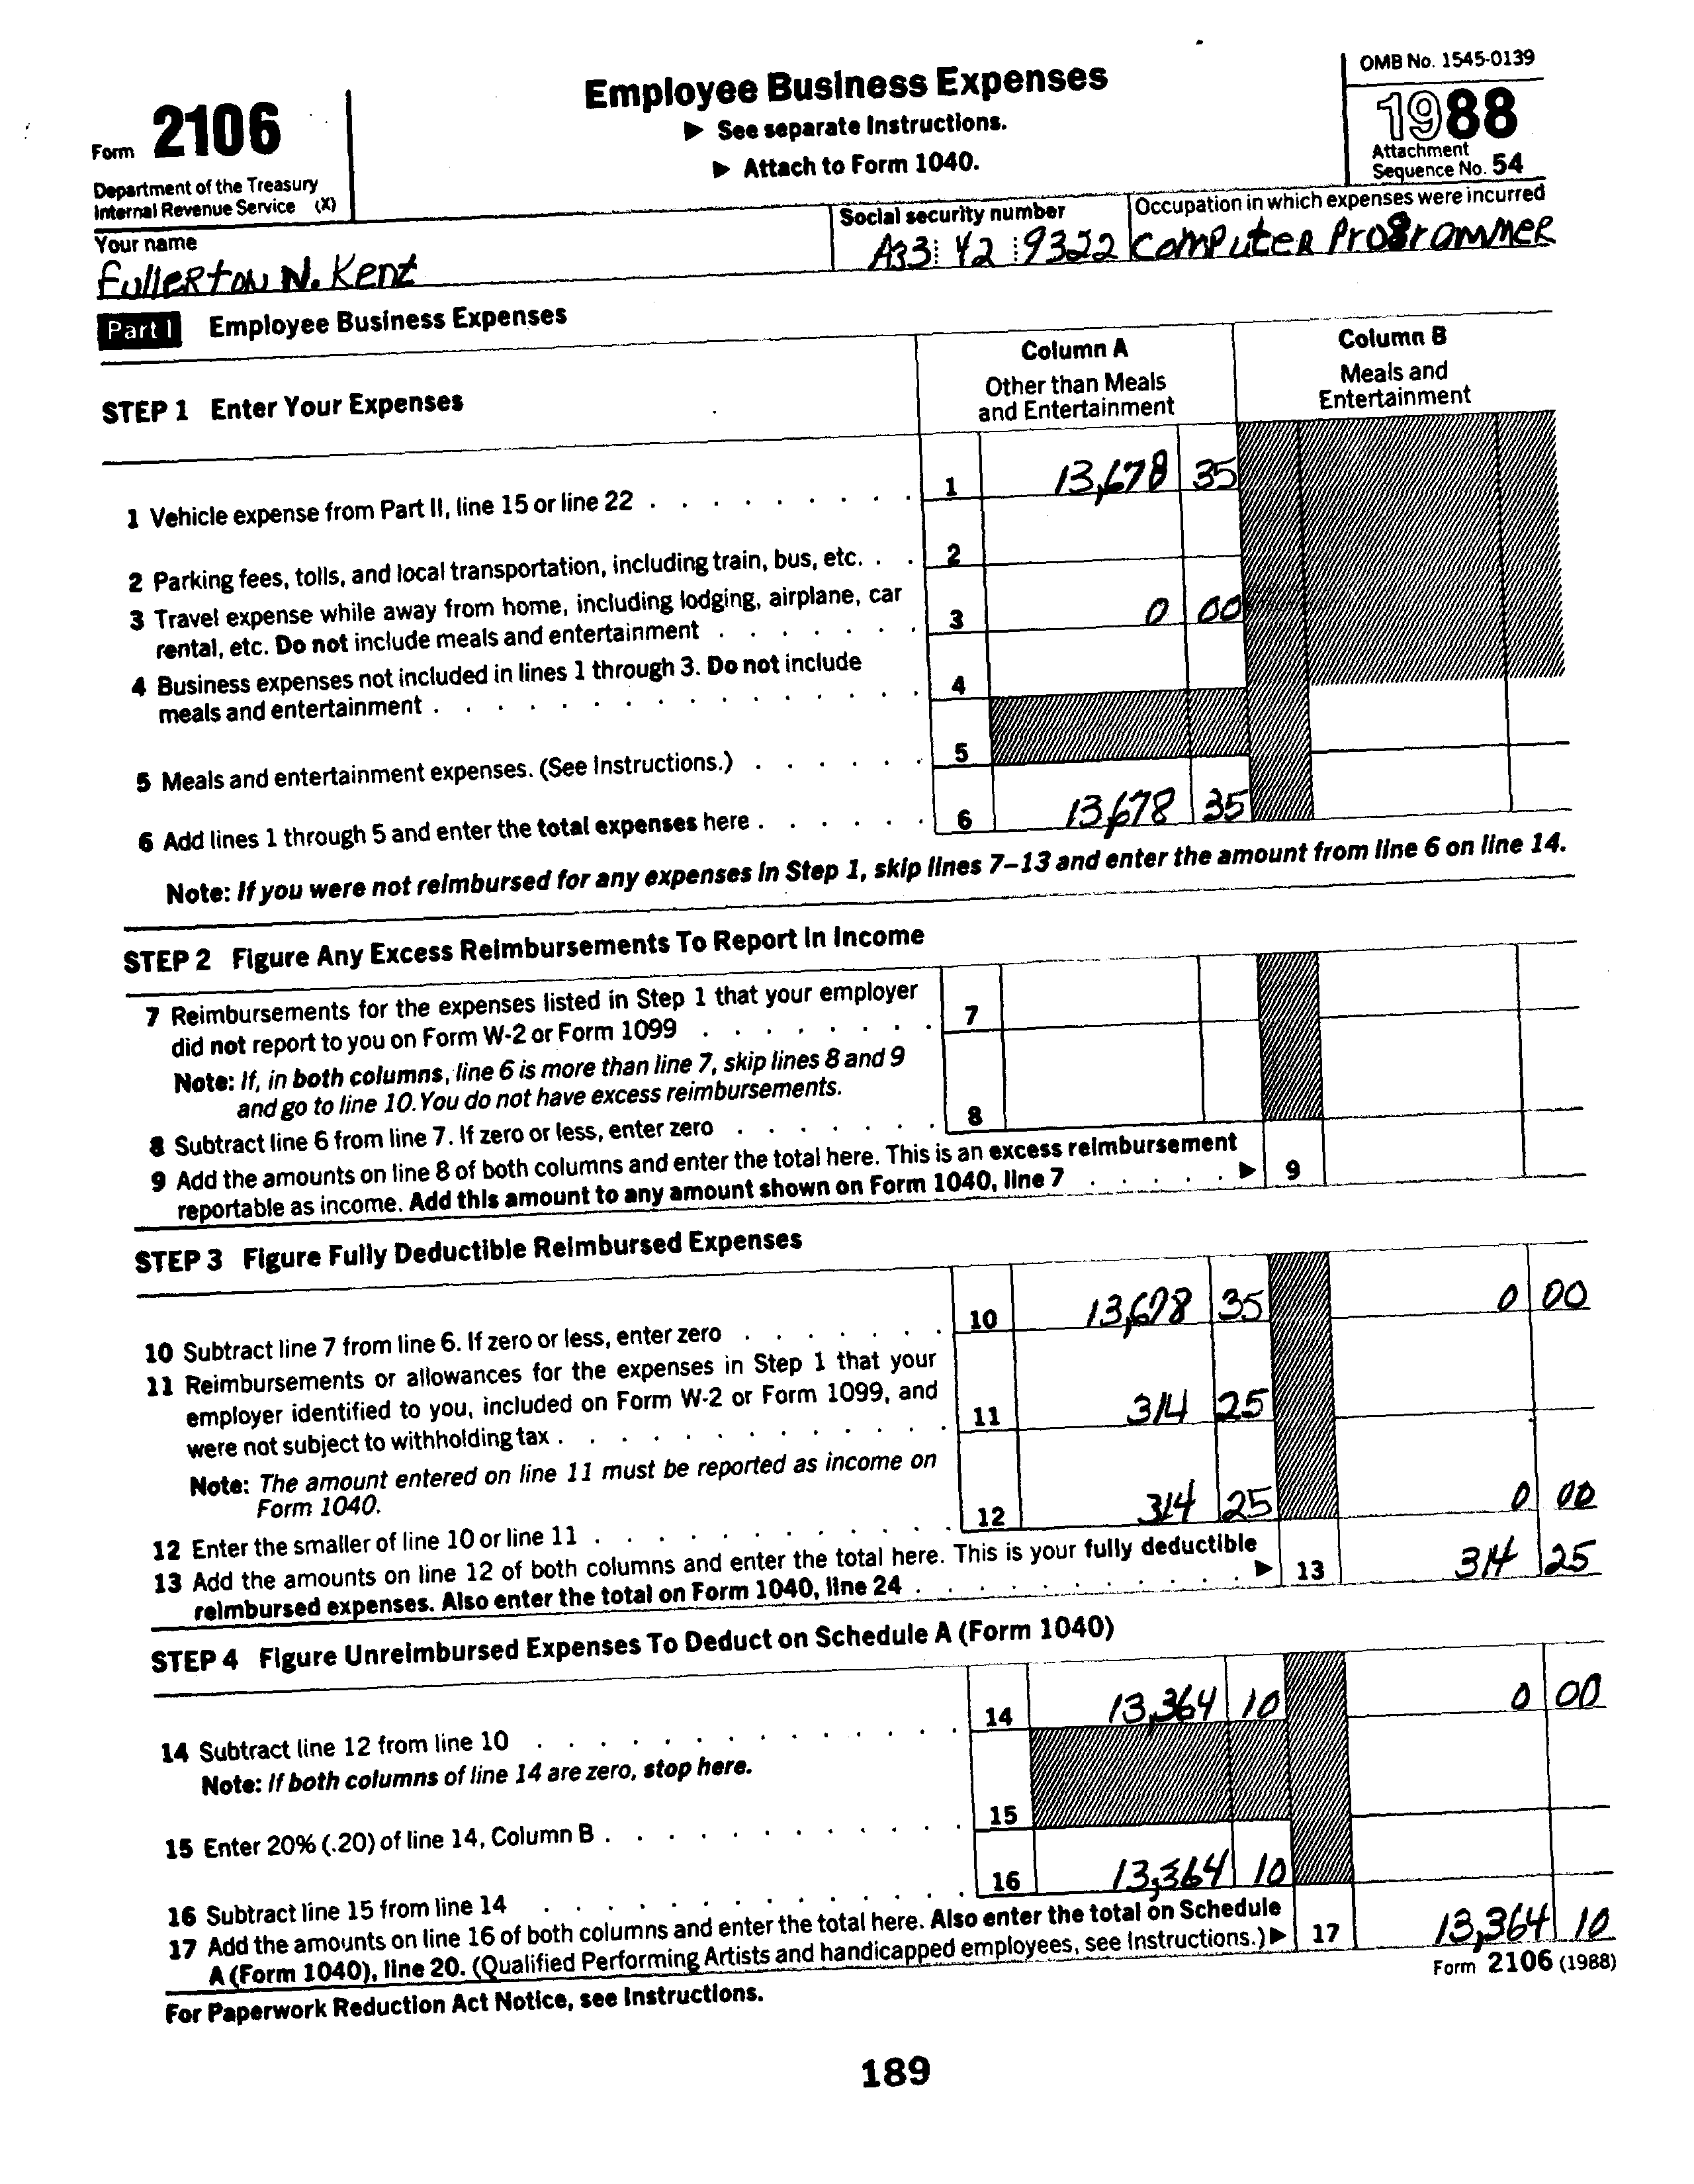 Form 2106
Department of the Treasury
Internal Revenue Service (X)
Employee Business Expenses
▶ See separate Instructions.
▶ Attach to Form 1040.
OMB No. 1545-0139
1988
Attachment
Sequence No. 54
Your name
Fullerton N. Kent
Social security number
A33 42 9322
Occupation in which expenses were incurred
Computer Programmer
Part I Employee Business Expenses
STEP 1 Enter Your Expenses
Column A
Other than Meals
and Entertainment
Column B
Meals and
Entertainment
1 Vehicle expense from Part II, line 15 or line 22 . . . . . . . . . 1 13,678 35
2 Parking fees, tolls, and local transportation, including train, bus, etc. . . 2
3 Travel expense while away from home, including lodging, airplane, car
rental, etc. Do not include meals and entertainment . . . . . . . 3 0 00
4 Business expenses not included in lines 1 through 3. Do not include
meals and entertainment . . . . . . . . . . . . . . . 4
5 Meals and entertainment expenses. (See Instructions.) . . . . . . 5
6 Add lines 1 through 5 and enter the total expenses here . . . . . . 6 13,678 35
Note: If you were not reimbursed for any expenses in Step 1, skip lines 7–13 and enter the amount from line 6 on line 14.
STEP 2 Figure Any Excess Reimbursements To Report In Income
7 Reimbursements for the expenses listed in Step 1 that your employer
did not report to you on Form W-2 or Form 1099 . . . . . . . . 7
Note: If, in both columns, line 6 is more than line 7, skip lines 8 and 9
and go to line 10. You do not have excess reimbursements.
8 Subtract line 6 from line 7. If zero or less, enter zero . . . . . . . 8
9 Add the amounts on line 8 of both columns and enter the total here. This is an excess reimbursement
reportable as income. Add this amount to any amount shown on Form 1040, line 7 . . . . . ▶ 9
STEP 3 Figure Fully Deductible Reimbursed Expenses
10 Subtract line 7 from line 6. If zero or less, enter zero . . . . . . . 10 13,678 35 0 00
11 Reimbursements or allowances for the expenses in Step 1 that your
employer identified to you, included on Form W-2 or Form 1099, and
were not subject to withholding tax . . . . . . . . . . . . . 11 314 25
Note: The amount entered on line 11 must be reported as income on
Form 1040.
12 Enter the smaller of line 10 or line 11 . . . . . . . . . . . . 12 314 25 0 00
13 Add the amounts on line 12 of both columns and enter the total here. This is your fully deductible
reimbursed expenses. Also enter the total on Form 1040, line 24 . . . . . . . . . . . ▶ 13 314 25
STEP 4 Figure Unreimbursed Expenses To Deduct on Schedule A (Form 1040)
14 Subtract line 12 from line 10 . . . . . . . . . . . . . . 14 13,364 10 0 00
Note: If both columns of line 14 are zero, stop here.
15 Enter 20% (.20) of line 14, Column B . . . . . . . . . . . . 15
16 Subtract line 15 from line 14 . . . . . . . . . . . . . . 16 13,364 10
17 Add the amounts on line 16 of both columns and enter the total here. Also enter the total on Schedule
A (Form 1040), line 20. (Qualified Performing Artists and handicapped employees, see Instructions.) ▶ 17 13,364 10
For Paperwork Reduction Act Notice, see Instructions.
Form 2106 (1988)
189